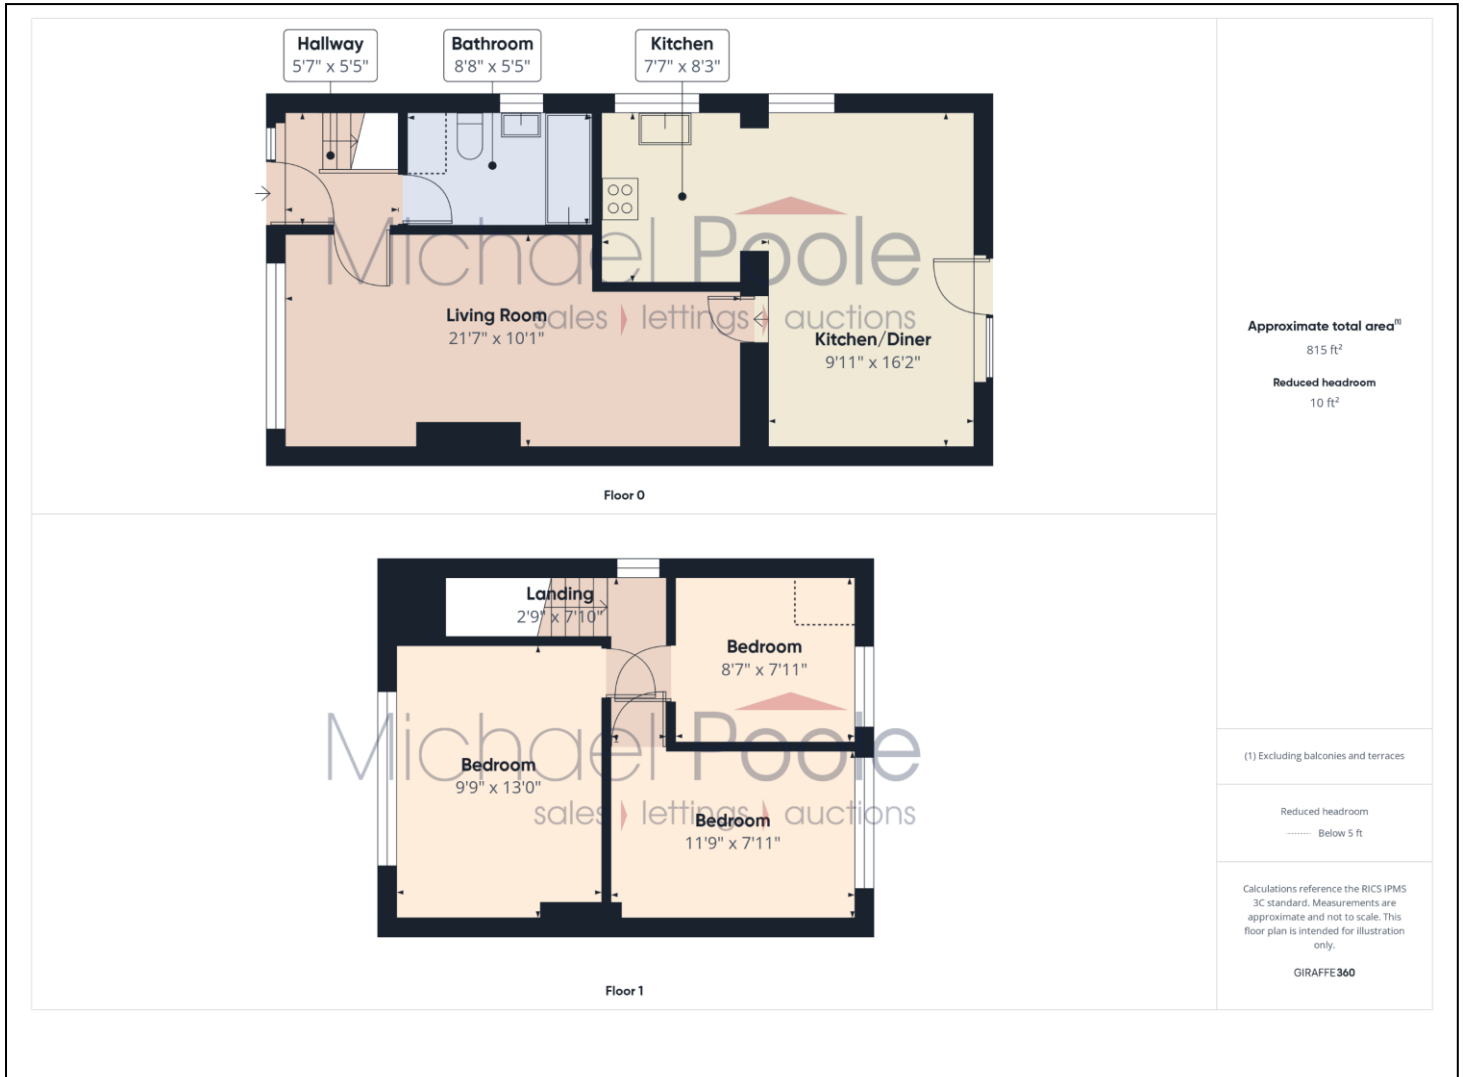 Hallway
5'7" x 5'5"
Bathroom
8'8" x 5'5"
Kitchen
7'7" x 8'3"
Living Room
21'7" x 10'1"
Kitchen/Diner
9'11" x 16'2"
Michael Poole
sales lettings auctions
Floor 0
Landing
2'9" x 7'10"
Bedroom
8'7" x 7'11"
Bedroom
9'9" x 13'0"
Bedroom
11'9" x 7'11"
Michael Poole
sales lettings auctions
Floor 1
Approximate total area(1)
815 ft²
Reduced headroom
10 ft²
(1) Excluding balconies and terraces
Reduced headroom
Below 5 ft
Calculations reference the RICS IPMS
3C standard. Measurements are
approximate and not to scale. This
floor plan is intended for illustration
only.
GIRAFFE360